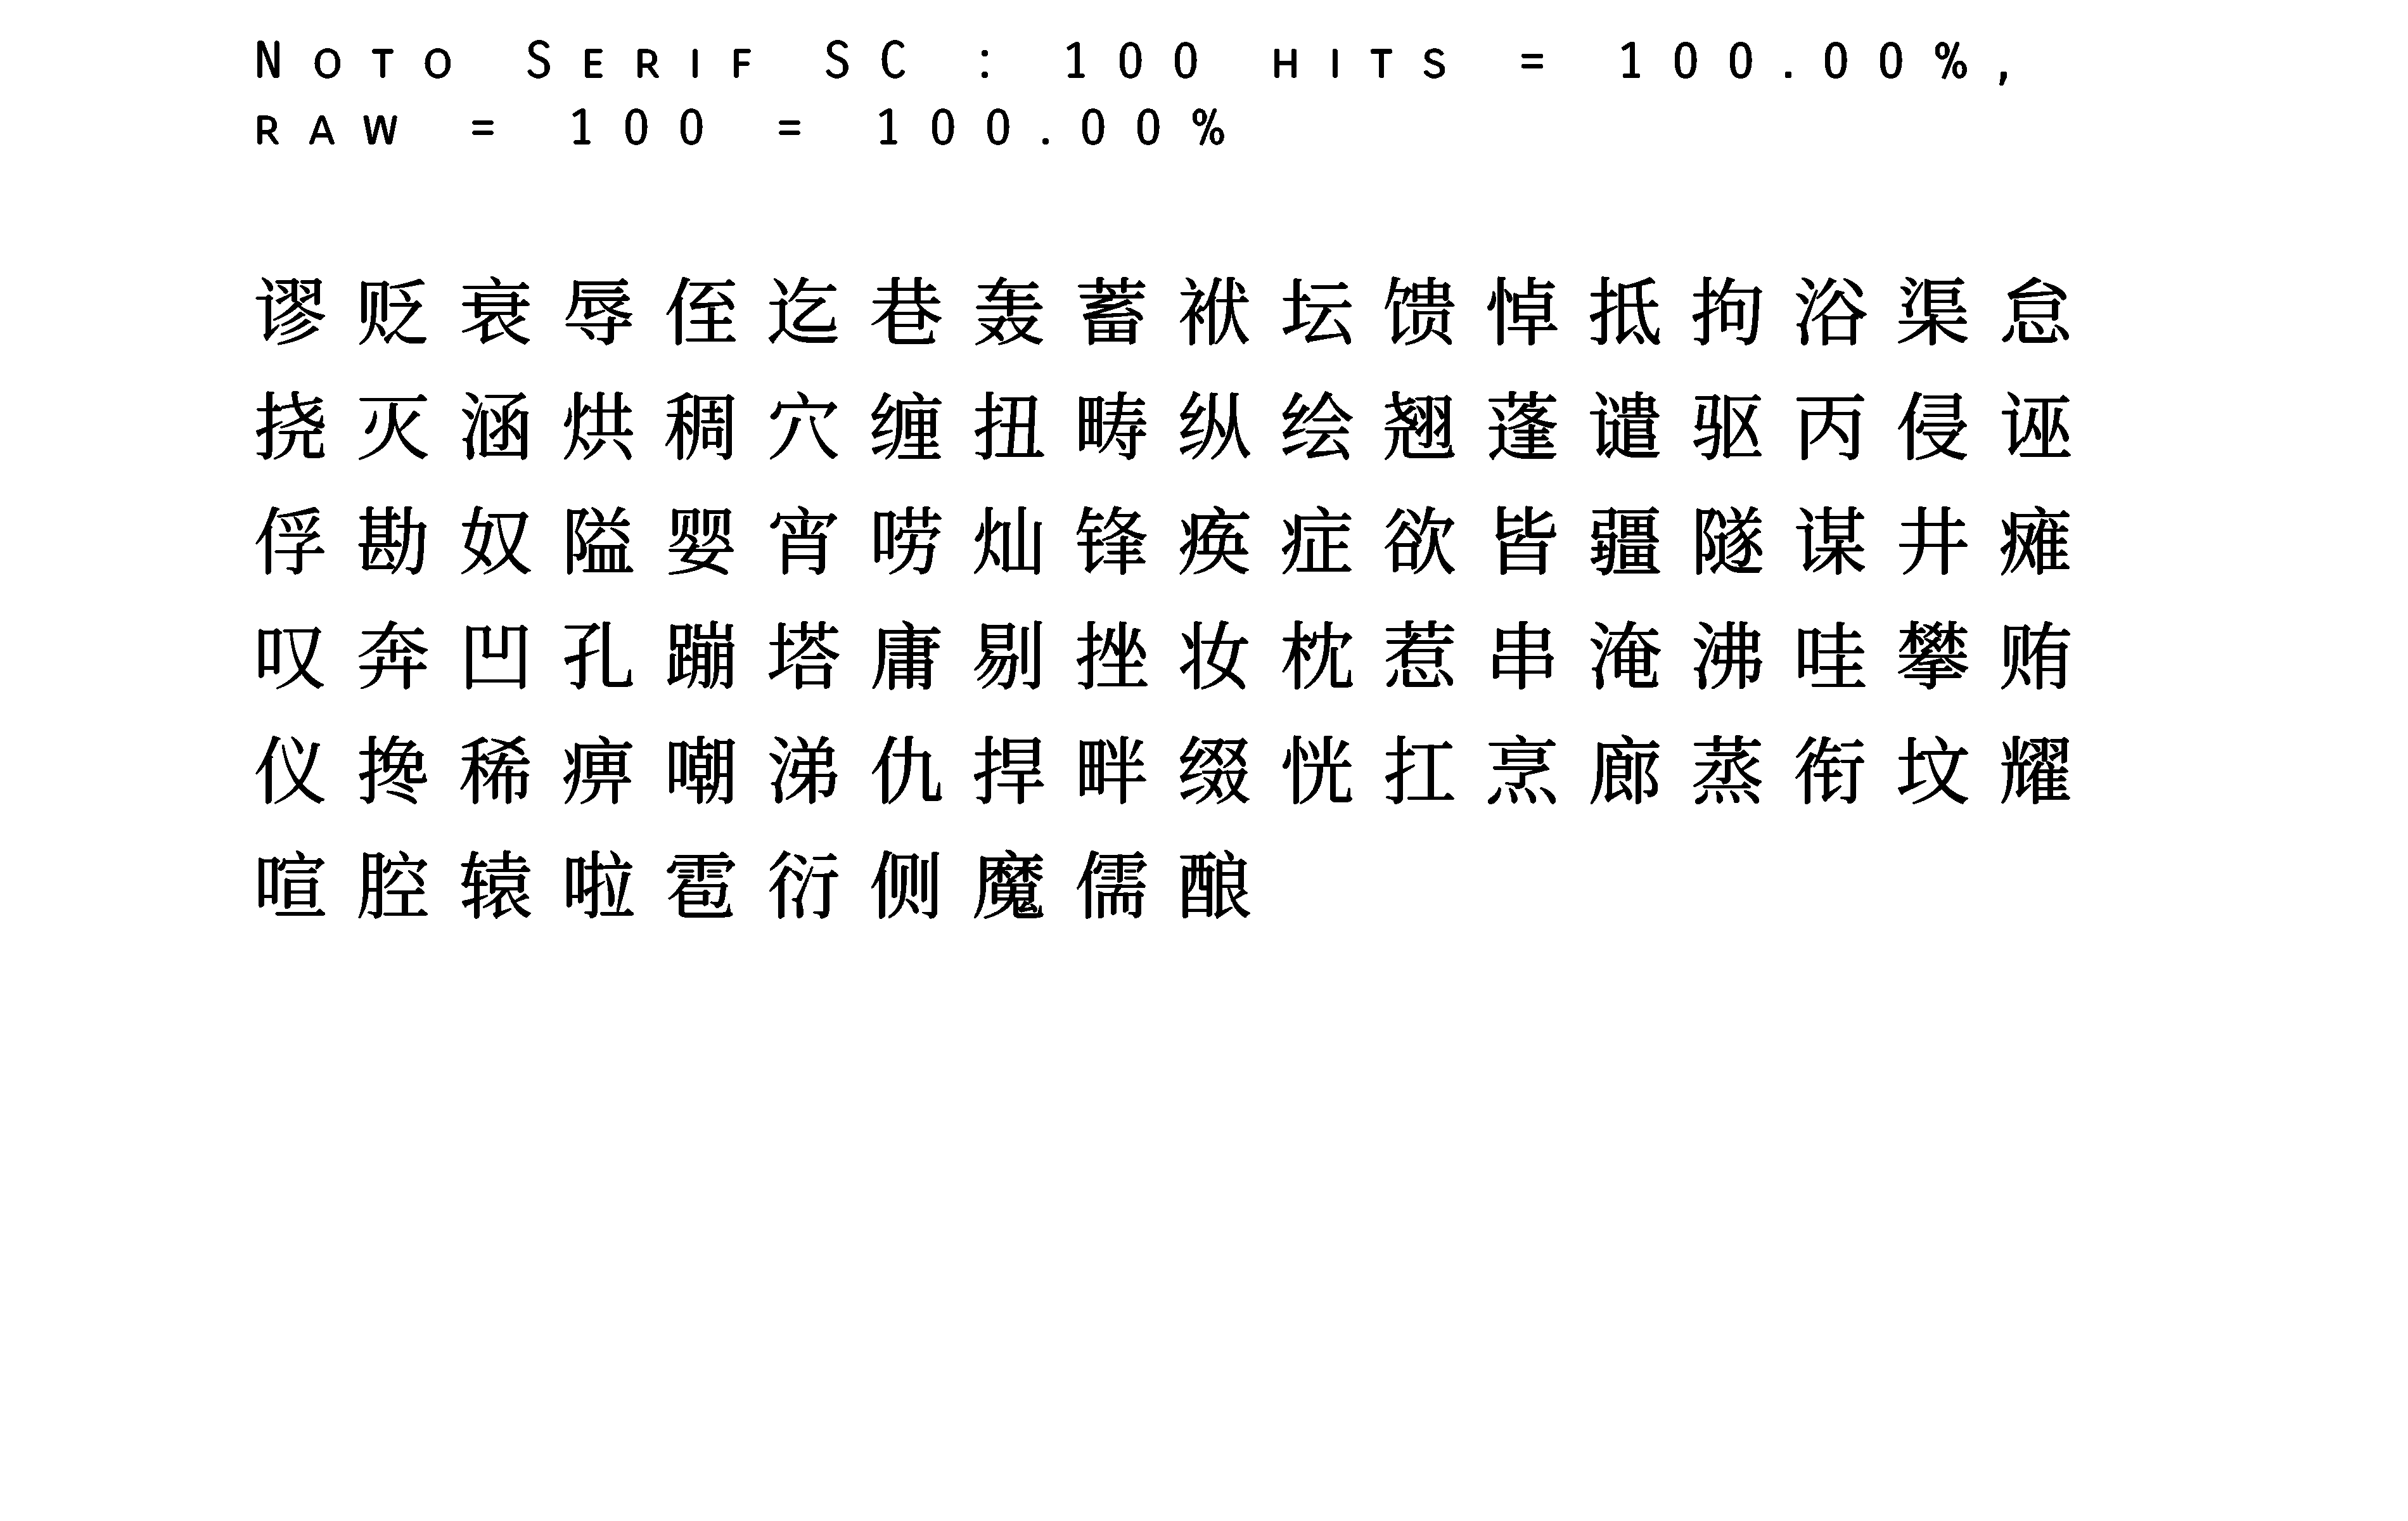 Noto Serif SC : 100 hits = 100.00%,
raw = 100 = 100.00%
谬贬衰辱侄迄巷轰蓄袱坛馈悼抵拘浴渠怠
挠灭涵烘稠穴缠扭畴纵绘翘蓬谴驱丙侵诬
俘勘奴隘婴宵唠灿锋痪症欲皆疆隧谋井瘫
叹奔凹孔蹦塔庸剔挫妆枕惹串淹沸哇攀贿
仪搀稀痹嘲涕仇捍畔缀恍扛烹廊蒸衔坟耀
喧腔辕啦雹衍侧魔儒酿